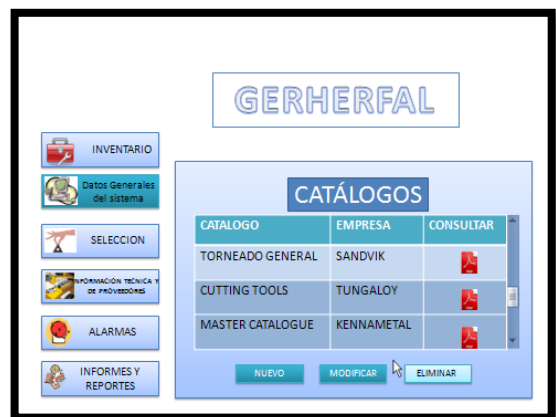 GERHERFAL
INVENTARIO
Datos Generales
del sistema
SELECCION
INFORMACIÓN TECNICA Y
DE PROVEEDORES
ALARMAS
INFORMES Y
REPORTES
CATÁLOGOS
CATALOGO EMPRESA CONSULTAR
TORNEADO GENERAL SANDVIK
CUTTING TOOLS TUNGALOY
MASTER CATALOGUE KENNAMETAL
NUEVO MODIFICAR ELIMINAR